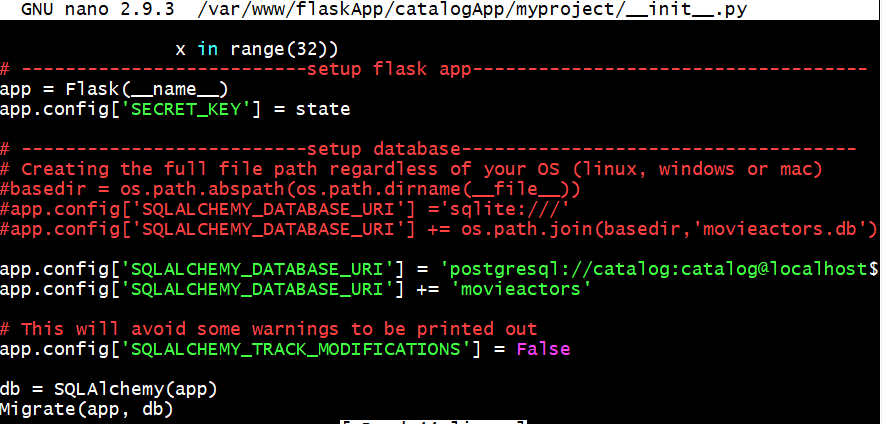 GNU nano 2.9.3  /var/www/flaskApp/catalogApp/myproject/__init__.py
x in range(32))
# --------------------------setup flask app------------------------------------
app = Flask(__name__)
app.config['SECRET_KEY'] = state
# --------------------------setup database------------------------------------
# Creating the full file path regardless of your OS (linux, windows or mac)
#basedir = os.path.abspath(os.path.dirname(__file__))
#app.config['SQLALCHEMY_DATABASE_URI'] ='sqlite:///'
#app.config['SQLALCHEMY_DATABASE_URI'] += os.path.join(basedir,'movieactors.db')
app.config['SQLALCHEMY_DATABASE_URI'] = 'postgresql://catalog:catalog@localhost$
app.config['SQLALCHEMY_DATABASE_URI'] += 'movieactors'
# This will avoid some warnings to be printed out
app.config['SQLALCHEMY_TRACK_MODIFICATIONS'] = False
db = SQLAlchemy(app)
Migrate(app, db)